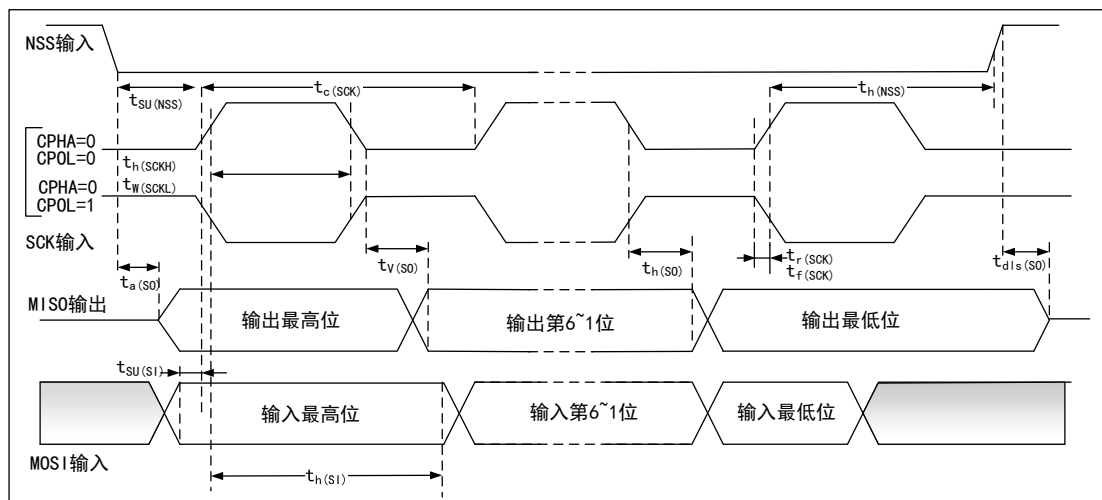 NSS输入
tSU(NSS)
tc(SCK)
th(NSS)
CPHA=0
CPOL=0
th(SCKH)
tW(SCKL)
CPHA=0
CPOL=1
SCK输入
ta(SO)
tV(SO)
th(SO)
tr(SCK)
tf(SCK)
tdls(SO)
MISO输出
输出最高位
输出第6~1位
输出最低位
tSU(SI)
输入最高位
输入第6~1位
输入最低位
MOSI输入
th(SI)